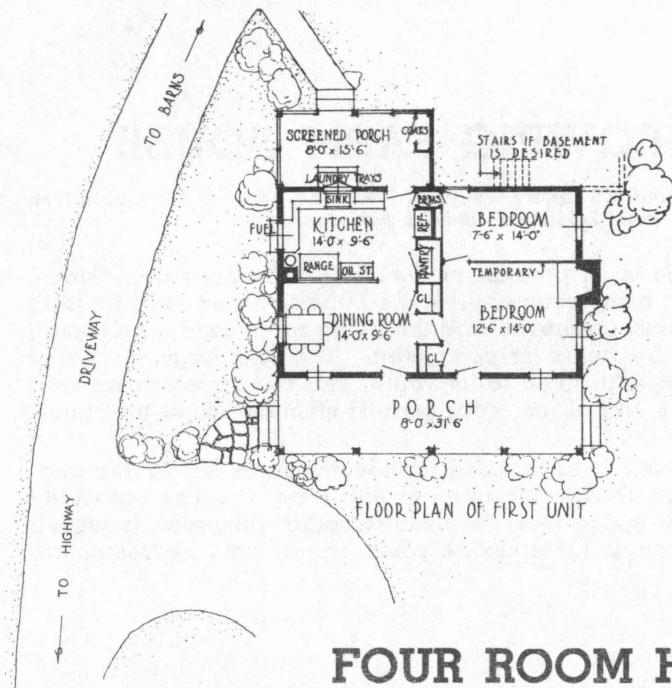 TO BARNS
SCREENED PORCH
8'-0" x 15'-6"
COATS
STAIRS IF BASEMENT
IS DESIRED
LAUNDRY TRAYS
SINK
BRMS
FUEL
KITCHEN
14'-0" x 9'-6"
REF.
BEDROOM
7'-6" x 14'-0"
RANGE
OIL ST.
PANTRY
TEMPORARY
CL.
DINING ROOM
14'-0" x 9'-6"
BEDROOM
12'-6" x 14'-0"
CL.
DRIVEWAY
PORCH
8'-0" x 31'-6"
FLOOR PLAN OF FIRST UNIT
TO HIGHWAY
FOUR ROOM H